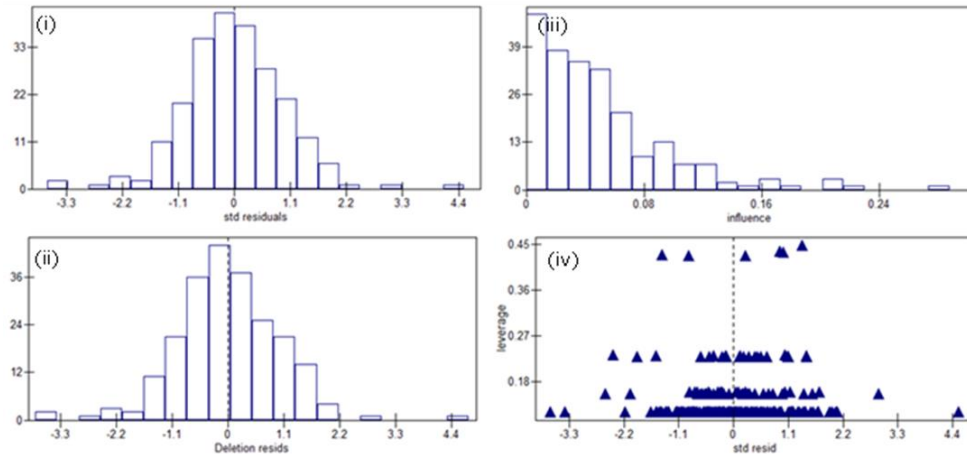 (i)
33
22
11
0
-3.3 -2.2 -1.1 0 1.1 2.2 3.3 4.4
std residuals
(iii)
39
26
13
0
0 0.08 0.16 0.24
influence
(ii)
36
24
12
0
-3.3 -2.2 -1.1 0 1.1 2.2 3.3 4.4
Deletion resids
(iv)
0.45
0.36
0.27
0.18
leverage
-3.3 -2.2 -1.1 0 1.1 2.2 3.3 4.4
std resid